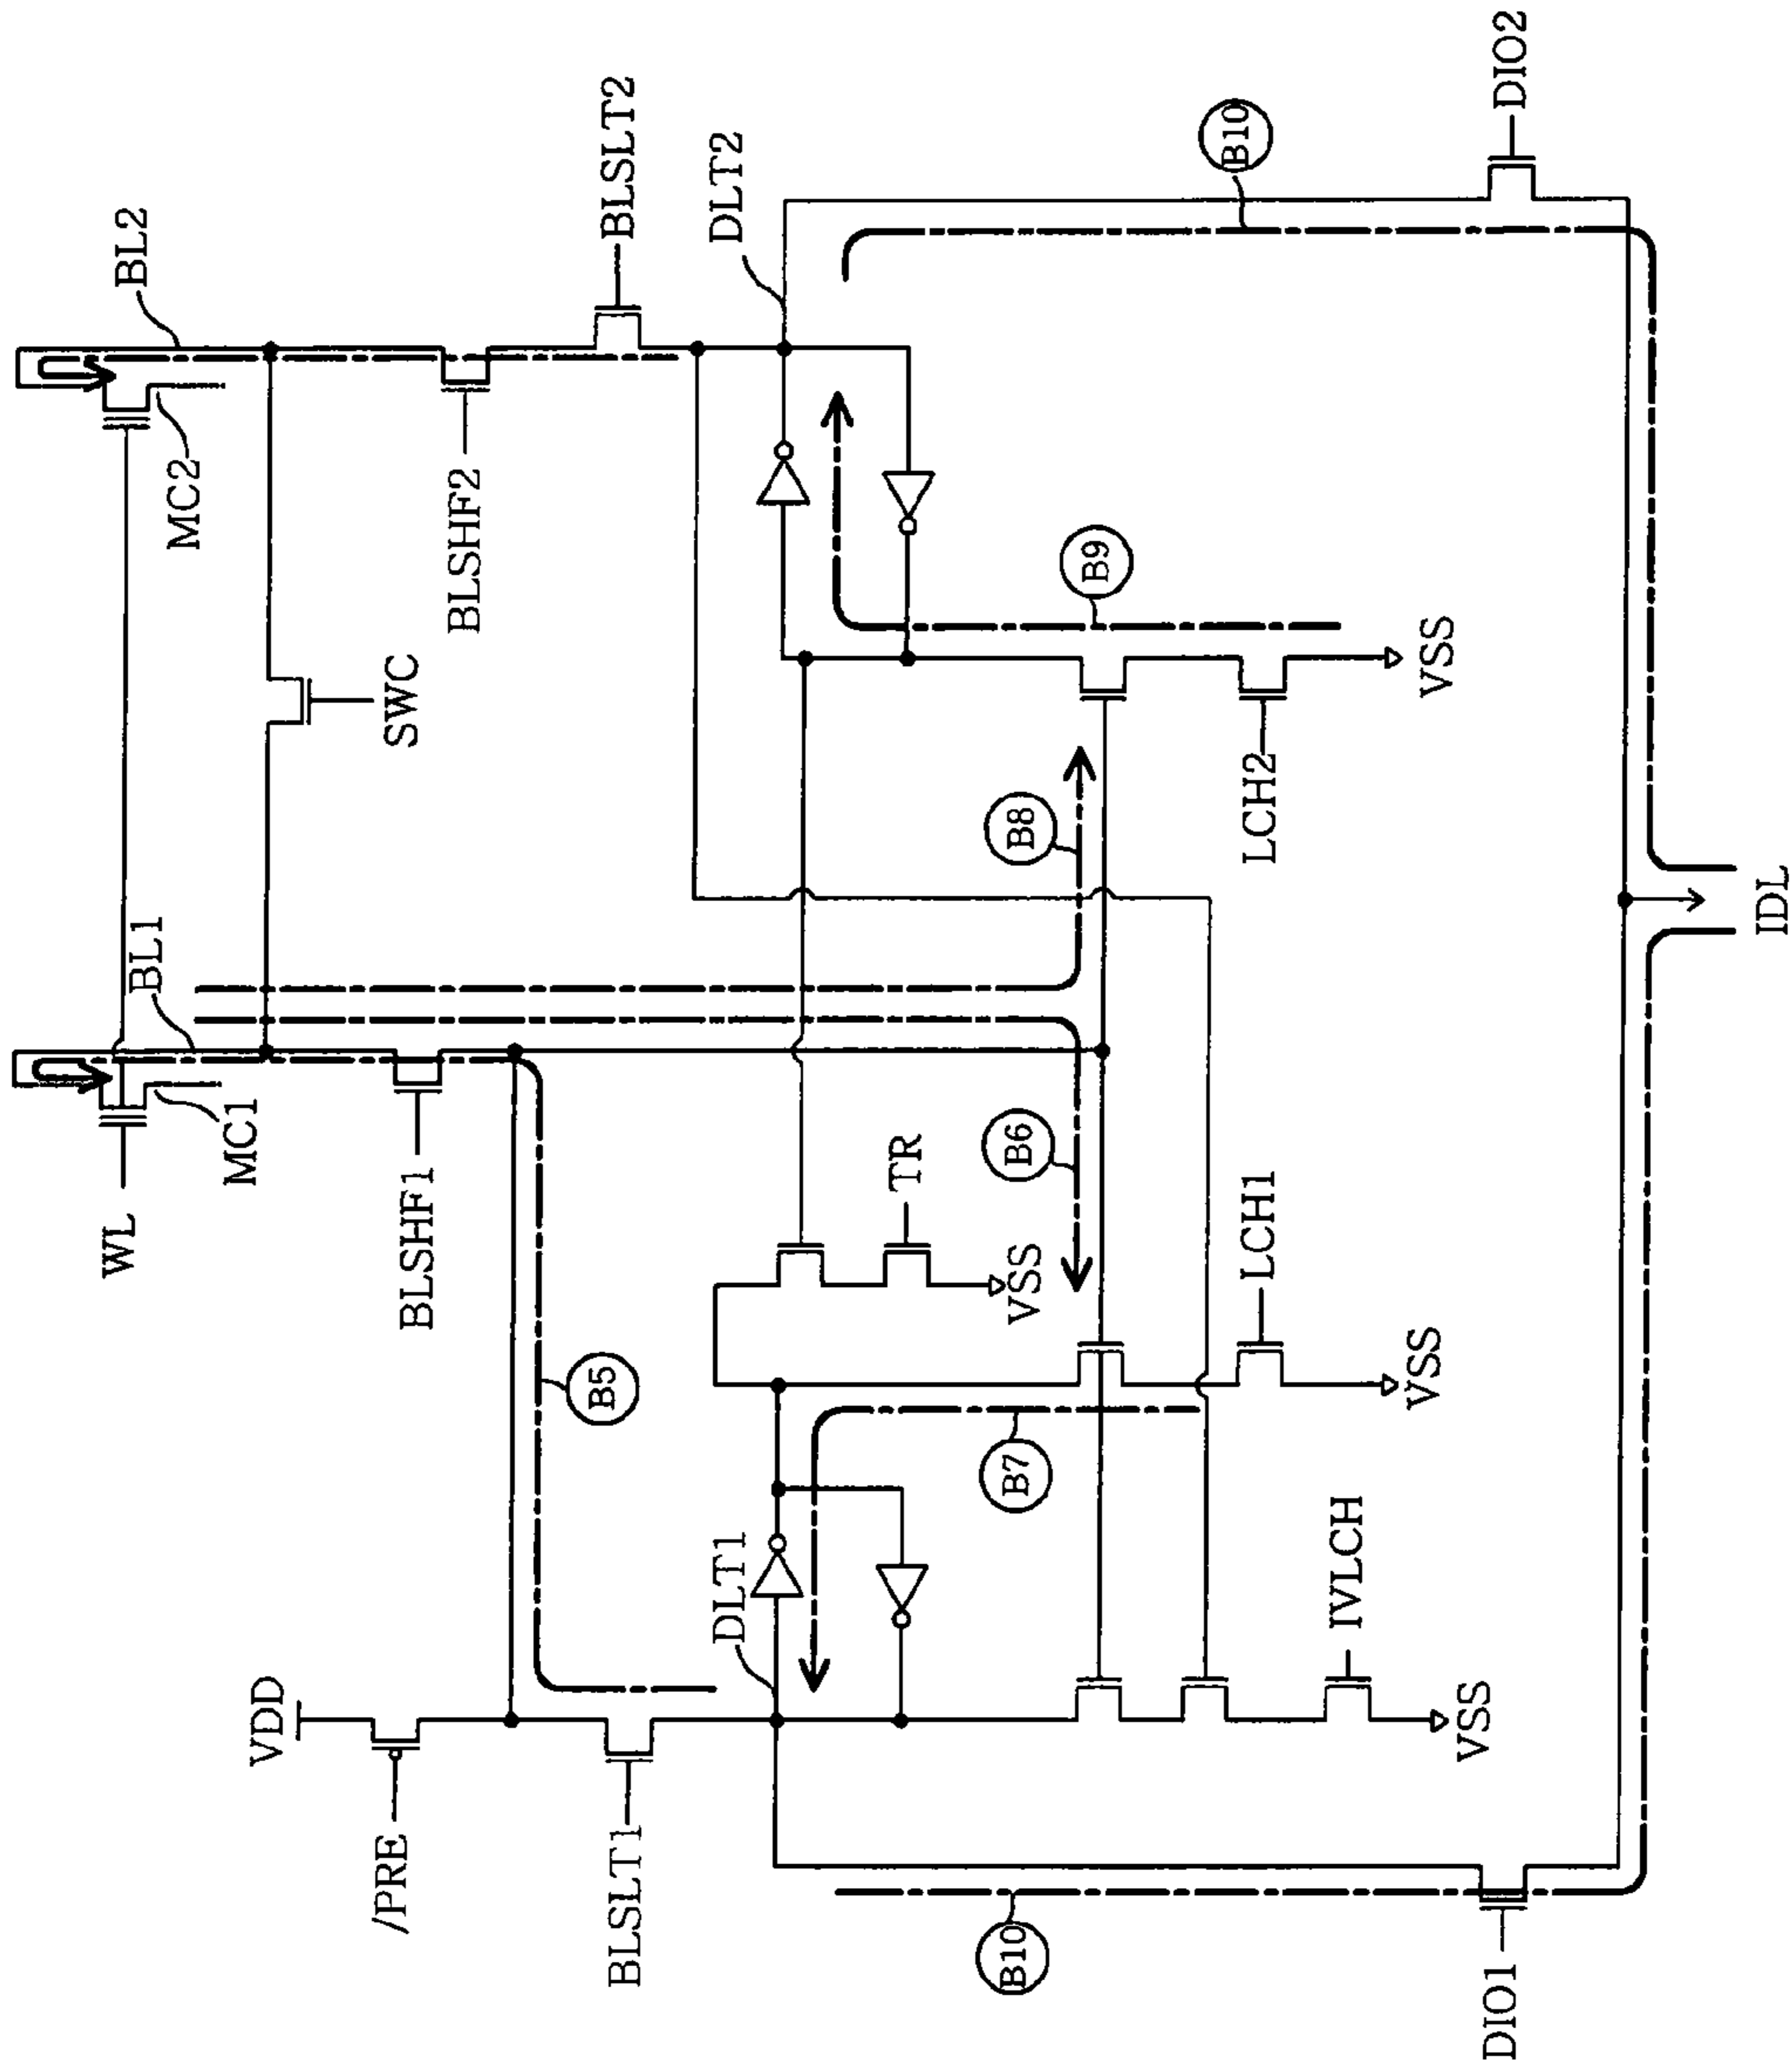 WL
MC1
BL1
MC2
BL2
SWC
BLSHF1
BLSHF2
BLSLT2
VDD
/PRE
BLSLT1
B5
DLT1
DLT2
TR
VSS
B6
B7
B8
B9
B10
LCH1
VSS
LCH2
VSS
IVLCH
VSS
B10
DIO1
DIO2
IDL